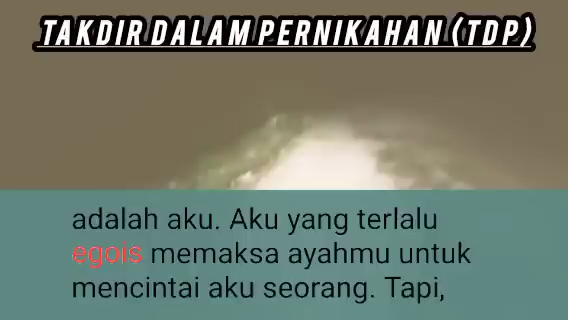 TAKDIR DALAM PERNIKAHAN (TDP)
adalah aku. Aku yang terlalu
egois memaksa ayahmu untuk
mencintai aku seorang. Tapi,